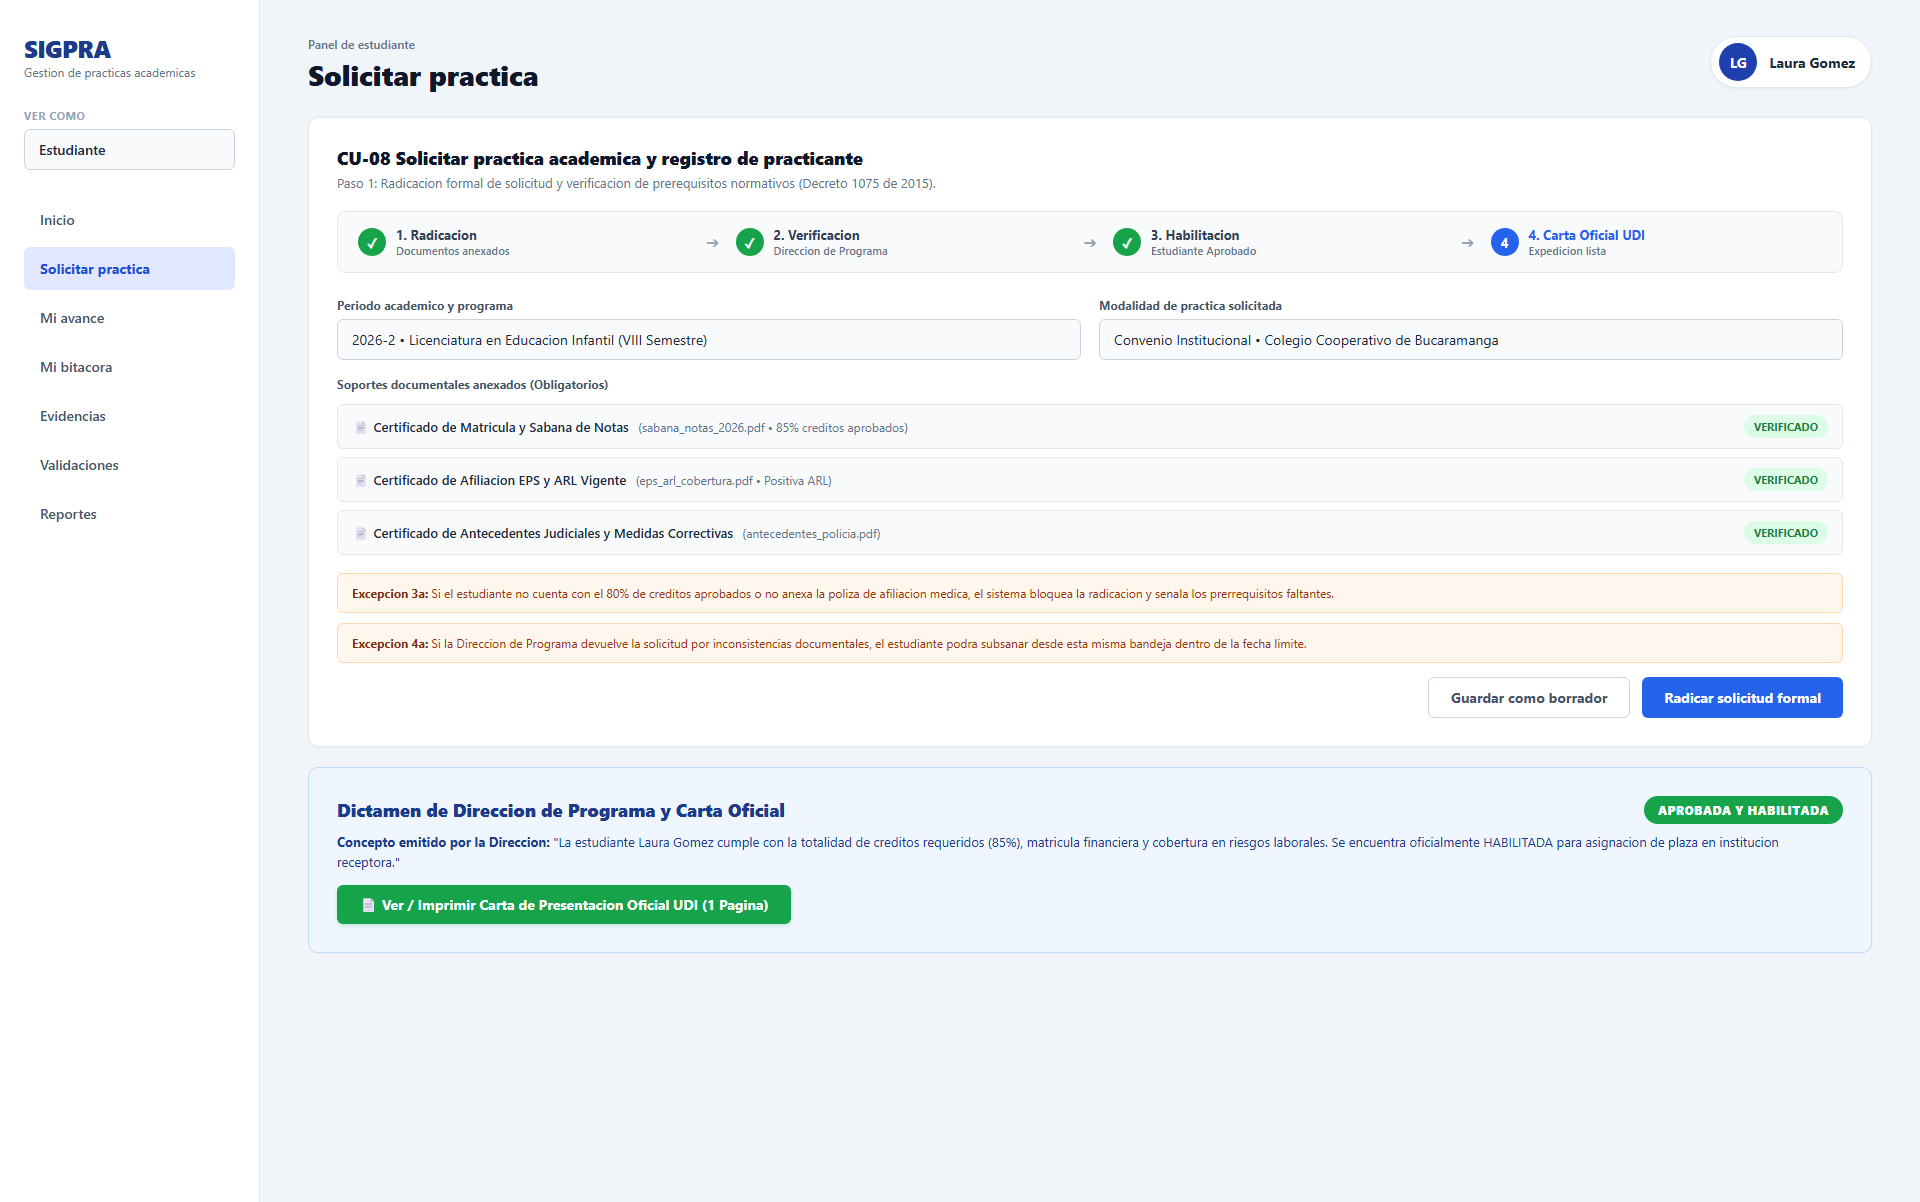 SIGPRA
Gestion de practicas academicas
VER COMO
Estudiante
Inicio
Solicitar practica
Mi avance
Mi bitacora
Evidencias
Validaciones
Reportes
Panel de estudiante
Solicitar practica
LG Laura Gomez
CU-08 Solicitar practica academica y registro de practicante
Paso 1: Radicacion formal de solicitud y verificacion de prerequisitos normativos (Decreto 1075 de 2015).
✓ 1. Radicacion
Documentos anexados
→
✓ 2. Verificacion
Direccion de Programa
→
✓ 3. Habilitacion
Estudiante Aprobado
→
4 4. Carta Oficial UDI
Expedicion lista
Periodo academico y programa
2026-2 • Licenciatura en Educacion Infantil (VIII Semestre)
Modalidad de practica solicitada
Convenio Institucional • Colegio Cooperativo de Bucaramanga
Soportes documentales anexados (Obligatorios)
Certificado de Matricula y Sabana de Notas (sabana_notas_2026.pdf • 85% creditos aprobados) VERIFICADO
Certificado de Afiliacion EPS y ARL Vigente (eps_arl_cobertura.pdf • Positiva ARL) VERIFICADO
Certificado de Antecedentes Judiciales y Medidas Correctivas (antecedentes_policia.pdf) VERIFICADO
Excepcion 3a: Si el estudiante no cuenta con el 80% de creditos aprobados o no anexa la poliza de afiliacion medica, el sistema bloquea la radicacion y senala los prerrequisitos faltantes.
Excepcion 4a: Si la Direccion de Programa devuelve la solicitud por inconsistencias documentales, el estudiante podra subsanar desde esta misma bandeja dentro de la fecha limite.
Guardar como borrador
Radicar solicitud formal
Dictamen de Direccion de Programa y Carta Oficial
APROBADA Y HABILITADA
Concepto emitido por la Direccion: "La estudiante Laura Gomez cumple con la totalidad de creditos requeridos (85%), matricula financiera y cobertura en riesgos laborales. Se encuentra oficialmente HABILITADA para asignacion de plaza en institucion
receptora."
Ver / Imprimir Carta de Presentacion Oficial UDI (1 Pagina)